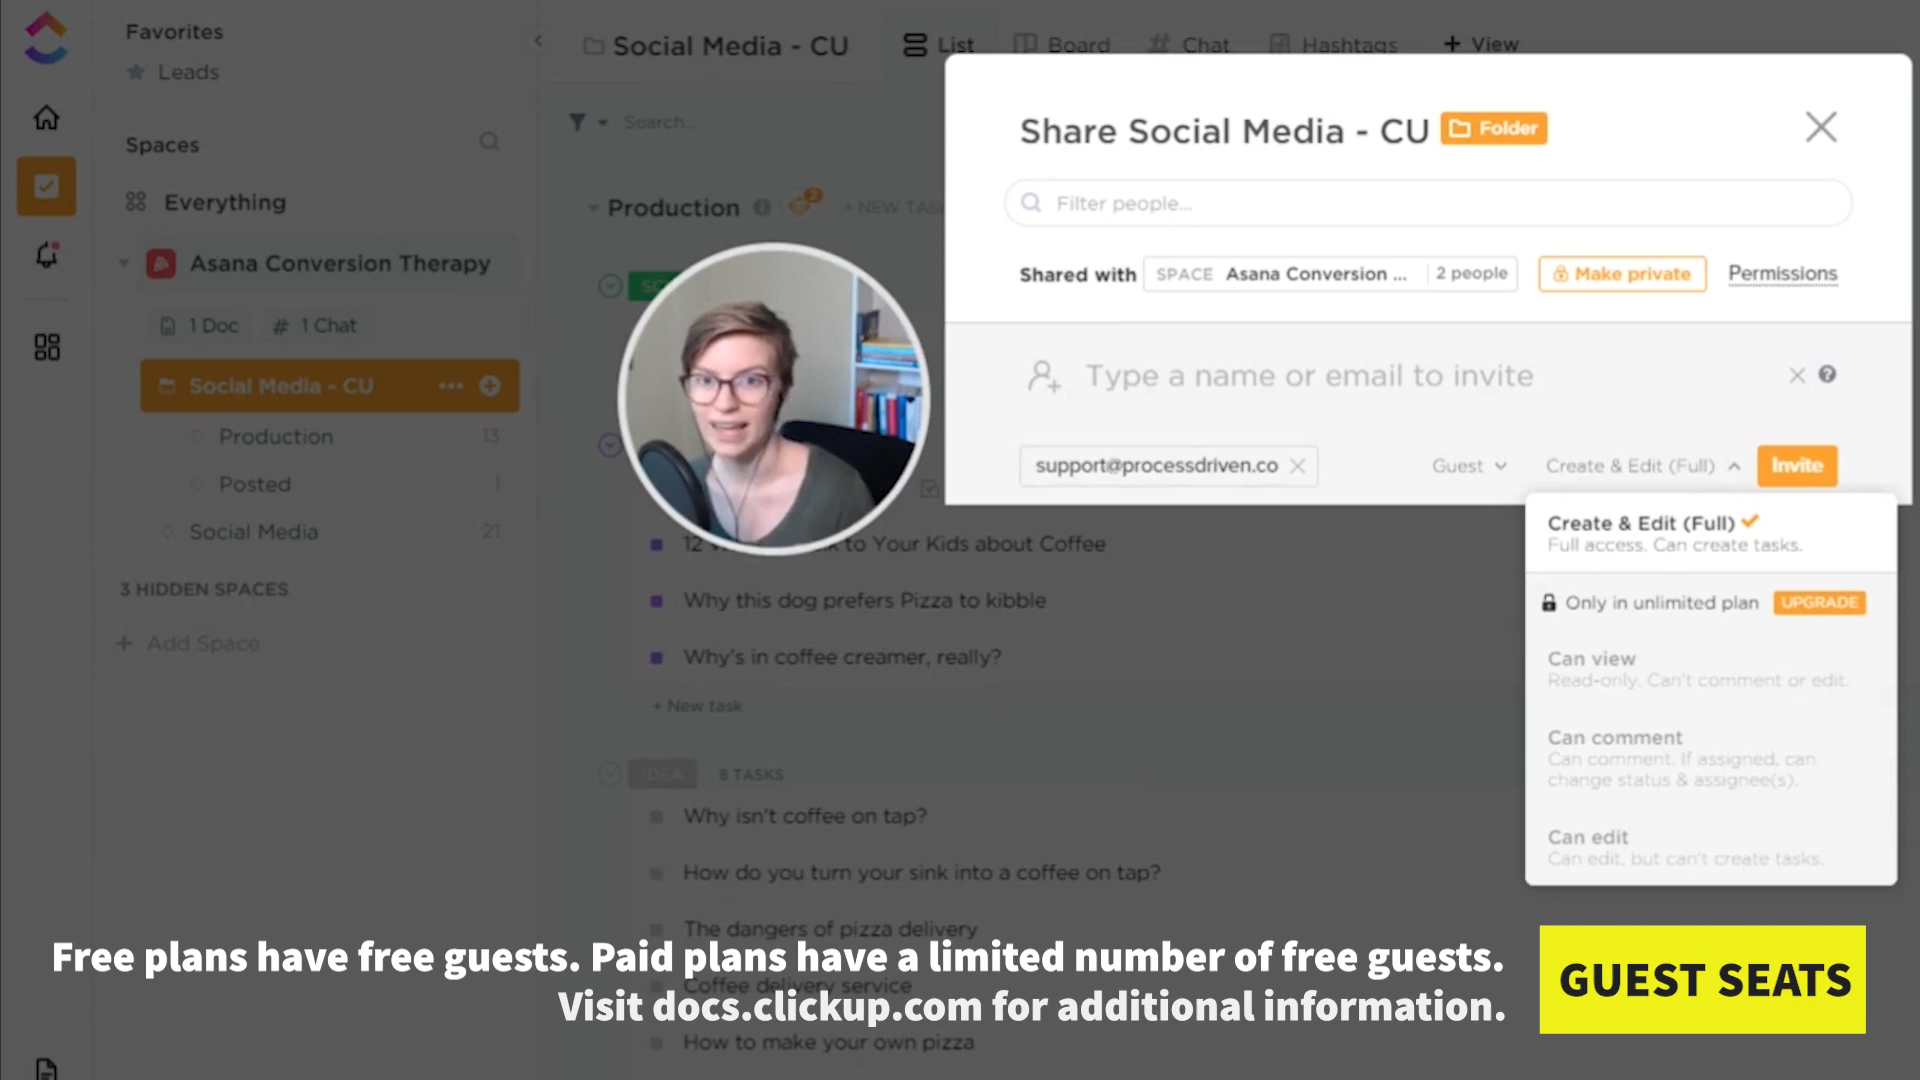 Favorites
Leads
Spaces
Everything
Asana Conversion Therapy
1 Doc
# 1 Chat
Social Media - CU
Production 13
Posted 1
Social Media 21
3 HIDDEN SPACES
+ Add Space
Social Media - CU
List
Board
# Chat
Hashtags
+ View
Search...
Production
2
+ NEW TASK
Share Social Media - CU
Folder
Filter people...
Shared with
SPACE Asana Conversion ...
2 people
Make private
Permissions
Type a name or email to invite
support@processdriven.co
Guest
Create & Edit (Full)
Invite
Create & Edit (Full)
Full access. Can create tasks.
Only in unlimited plan
UPGRADE
Can view
Read-only. Can't comment or edit.
Can comment
Can comment. If assigned, can
change status & assignee(s).
Can edit
Can edit, but can't create tasks.
12
to Your Kids about Coffee
Why this dog prefers Pizza to kibble
Why's in coffee creamer, really?
+ New task
IDEA
8 TASKS
Why isn't coffee on tap?
How do you turn your sink into a coffee on tap?
The dangers of pizza delivery
Coffee delivery service
How to make your own pizza
Free plans have free guests. Paid plans have a limited number of free guests.
Visit docs.clickup.com for additional information.
GUEST SEATS